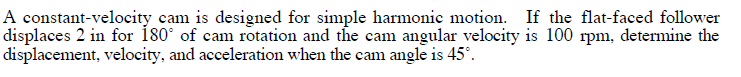 A constant-velocity cam is designed for simple harmonic motion. If the flat-faced follower
displaces 2 in for 180° of cam rotation and the cam angular velocity is 100 rpm, determine the
displacement, velocity, and acceleration when the cam angle is 45°.